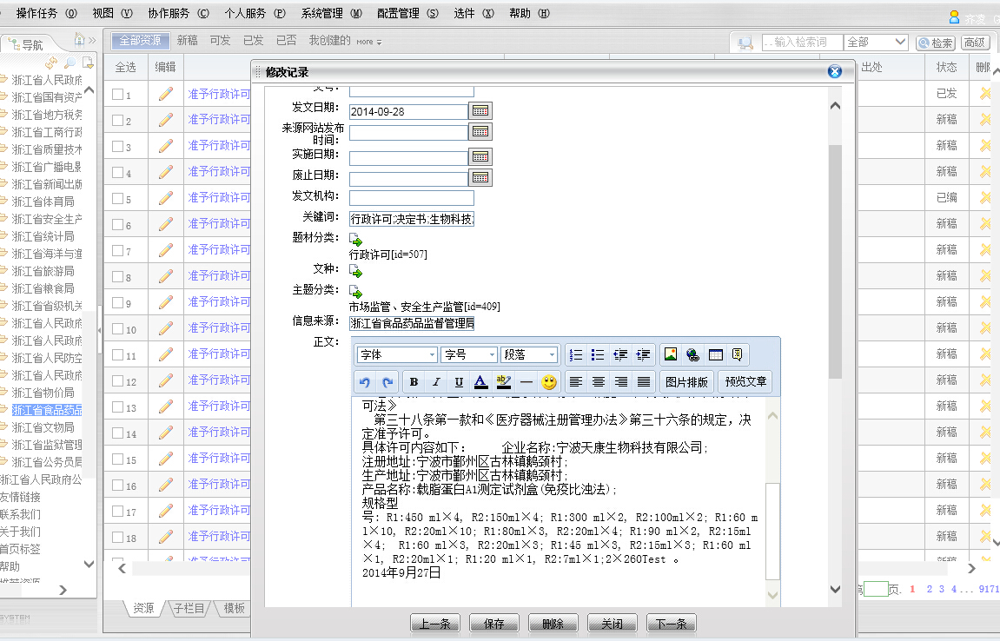 操作任务 (O) 视图 (V) 协作服务 (C) 个人服务 (P) 系统管理 (M) 配置管理 (S) 选件 (X) 帮助 (H)
导航
全部资源 新稿 可发 已发 已否 我创建的 more
--输入检索词 全部 检索 高级
全选 编辑 出处 状态
浙江省人民政府
浙江省国有资产
浙江省地方税务
浙江省工商行政
浙江省质量技术
浙江省广播电影
浙江省新闻出版
浙江省体育局
浙江省安全生产
浙江省统计局
浙江省海洋与渔
浙江省旅游局
浙江省粮食局
浙江省省级机关
浙江省人民政府
浙江省人民政府
浙江省人民防空
浙江省人民政府
浙江省物价局
浙江省食品药品
浙江省文物局
浙江省监狱管理
浙江省公务员局
浙江省人民政府公
友情链接
联系我们
关于我们
首页标签
帮助
1 准予行政许可 已发
2 准予行政许可 新稿
3 准予行政许可 新稿
4 准予行政许可 新稿
5 准予行政许可 已编
6 准予行政许可 新稿
7 准予行政许可 新稿
8 准予行政许可 新稿
9 准予行政许可 新稿
10 准予行政许可 新稿
11 准予行政许可 新稿
12 准予行政许可 新稿
13 准予行政许可 新稿
14 准予行政许可 新稿
15 准予行政许可 新稿
16 准予行政许可 新稿
17 准予行政许可 新稿
18 准予行政许可 新稿
修改记录
发文日期: 2014-09-28
来源网站发布
时间:
实施日期:
废止日期:
发文机构:
关键词: 行政许可;决定书;生物科技;
题材分类:
行政许可[id=507]
文种:
主题分类:
市场监管、安全生产监管[id=409]
信息来源: 浙江省食品药品监督管理局
正文:
字体 字号 段落
B I U A ab 图片排版 预览文章
可法》
第三十八条第一款和《医疗器械注册管理办法》第三十六条的规定，决
定准予许可。
具体许可内容如下： 企业名称:宁波天康生物科技有限公司;
注册地址:宁波市鄞州区古林镇鹅颈村;
生产地址:宁波市鄞州区古林镇鹅颈村;
产品名称:载脂蛋白A1测定试剂盒(免疫比浊法);
规格型
号: R1:450 ml×4, R2:150ml×4; R1:300 ml×2, R2:100ml×2; R1:60 m
l×10, R2:20ml×10; R1:80ml×3, R2:20ml×4; R1:90 ml×2, R2:15ml
×4; R1:60 ml×3, R2:20ml×3; R1:45 ml×3, R2:15ml×3; R1:60 ml
×1, R2:20ml×1; R1:20 ml×1, R2:7ml×1;2×260Test 。
2014年9月27日
上一条 保存 删除 关闭 下一条
资源 子栏目 模板
页. 1 2 3 4 ... 9171
SYSTEM